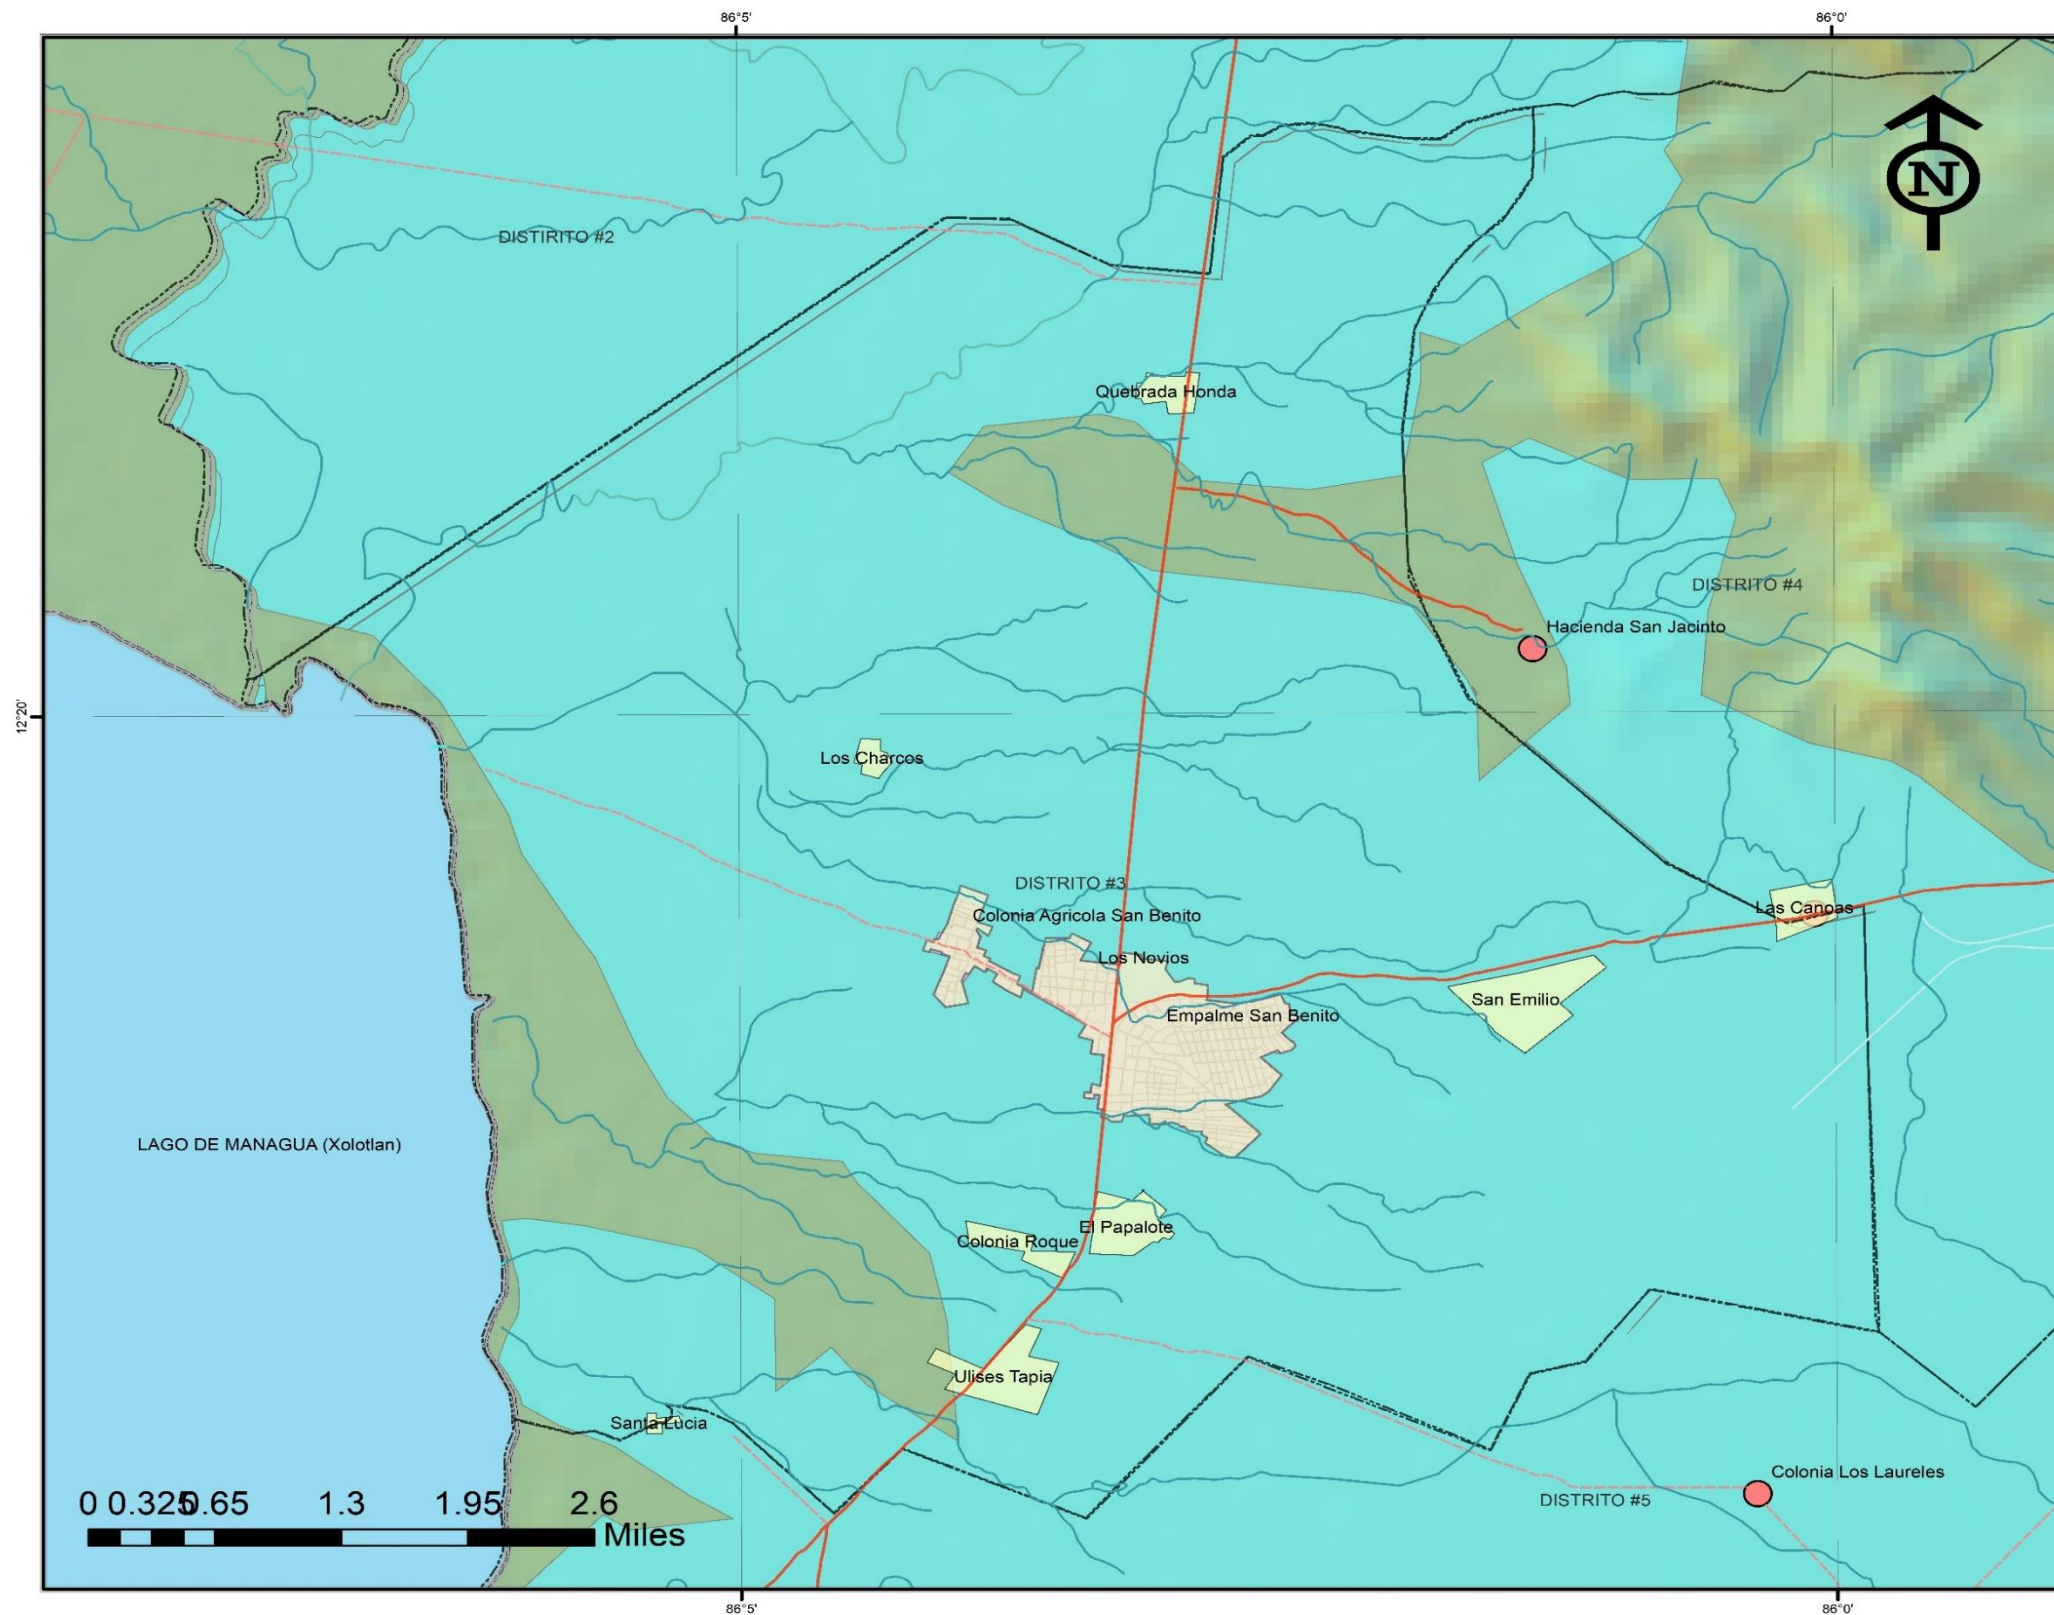 86°5'
86°0'
N
DISTIRITO #2
Quebrada Honda
DISTRITO #4
Hacienda San Jacinto
12°20'
Los Charcos
DISTRITO #3
Las Canoas
Colonia Agricola San Benito
Los Novios
San Emilio
Empalme San Benito
LAGO DE MANAGUA (Xolotlan)
El Papalote
Colonia Roque
Ulises Tapia
Santa Lucia
Colonia Los Laureles
DISTRITO #5
0 0.325 0.65 1.3 1.95 2.6
Miles
86°5'
86°0'